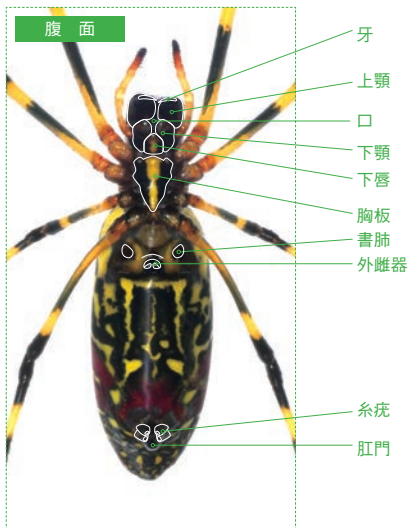 腹 面
牙
上顎
口
下顎
下唇
胸板
書肺
外雌器
糸疣
肛門